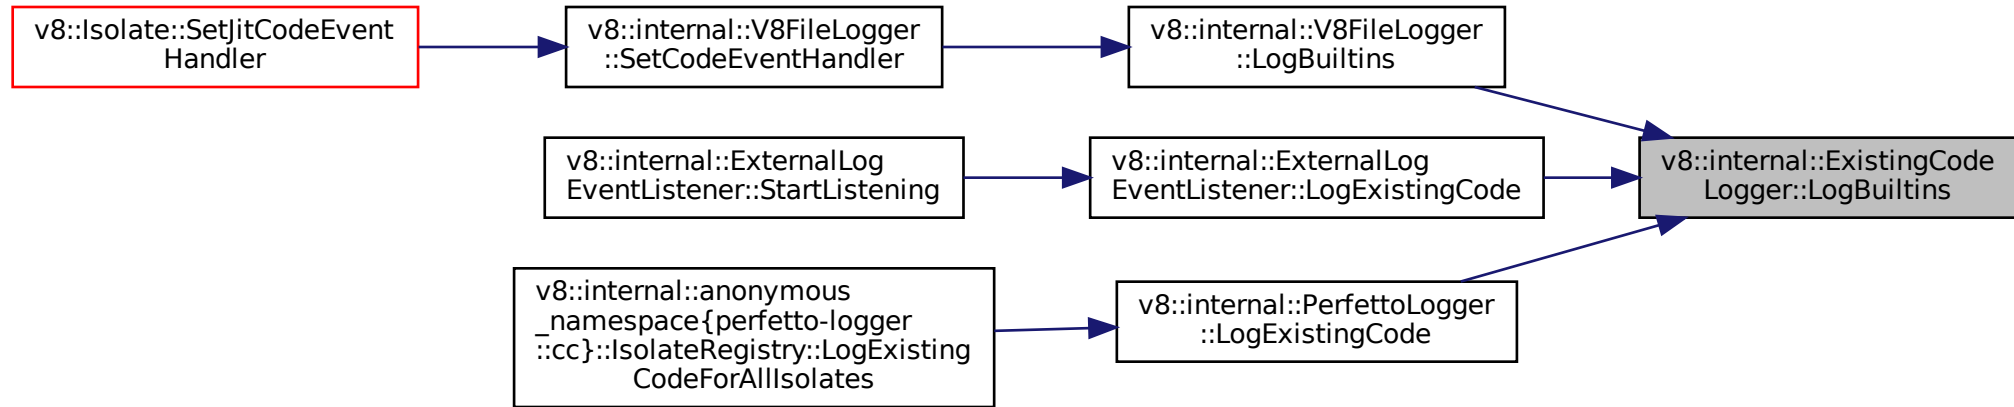 v8::Isolate::SetJitCodeEvent
Handler
v8::internal::V8FileLogger
::SetCodeEventHandler
v8::internal::V8FileLogger
::LogBuiltins
v8::internal::ExternalLog
EventListener::StartListening
v8::internal::ExternalLog
EventListener::LogExistingCode
v8::internal::ExistingCode
Logger::LogBuiltins
v8::internal::anonymous
_namespace{perfetto-logger
::cc}::IsolateRegistry::LogExisting
CodeForAllIsolates
v8::internal::PerfettoLogger
::LogExistingCode